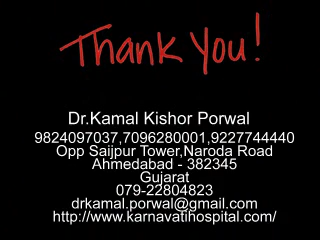 Thank You!
Dr.Kamal Kishor Porwal
9824097037,7096280001,9227744440
Opp Saijpur Tower,Naroda Road
Ahmedabad - 382345
Gujarat
079-22804823
drkamal.porwal@gmail.com
http://www.karnavatihospital.com/